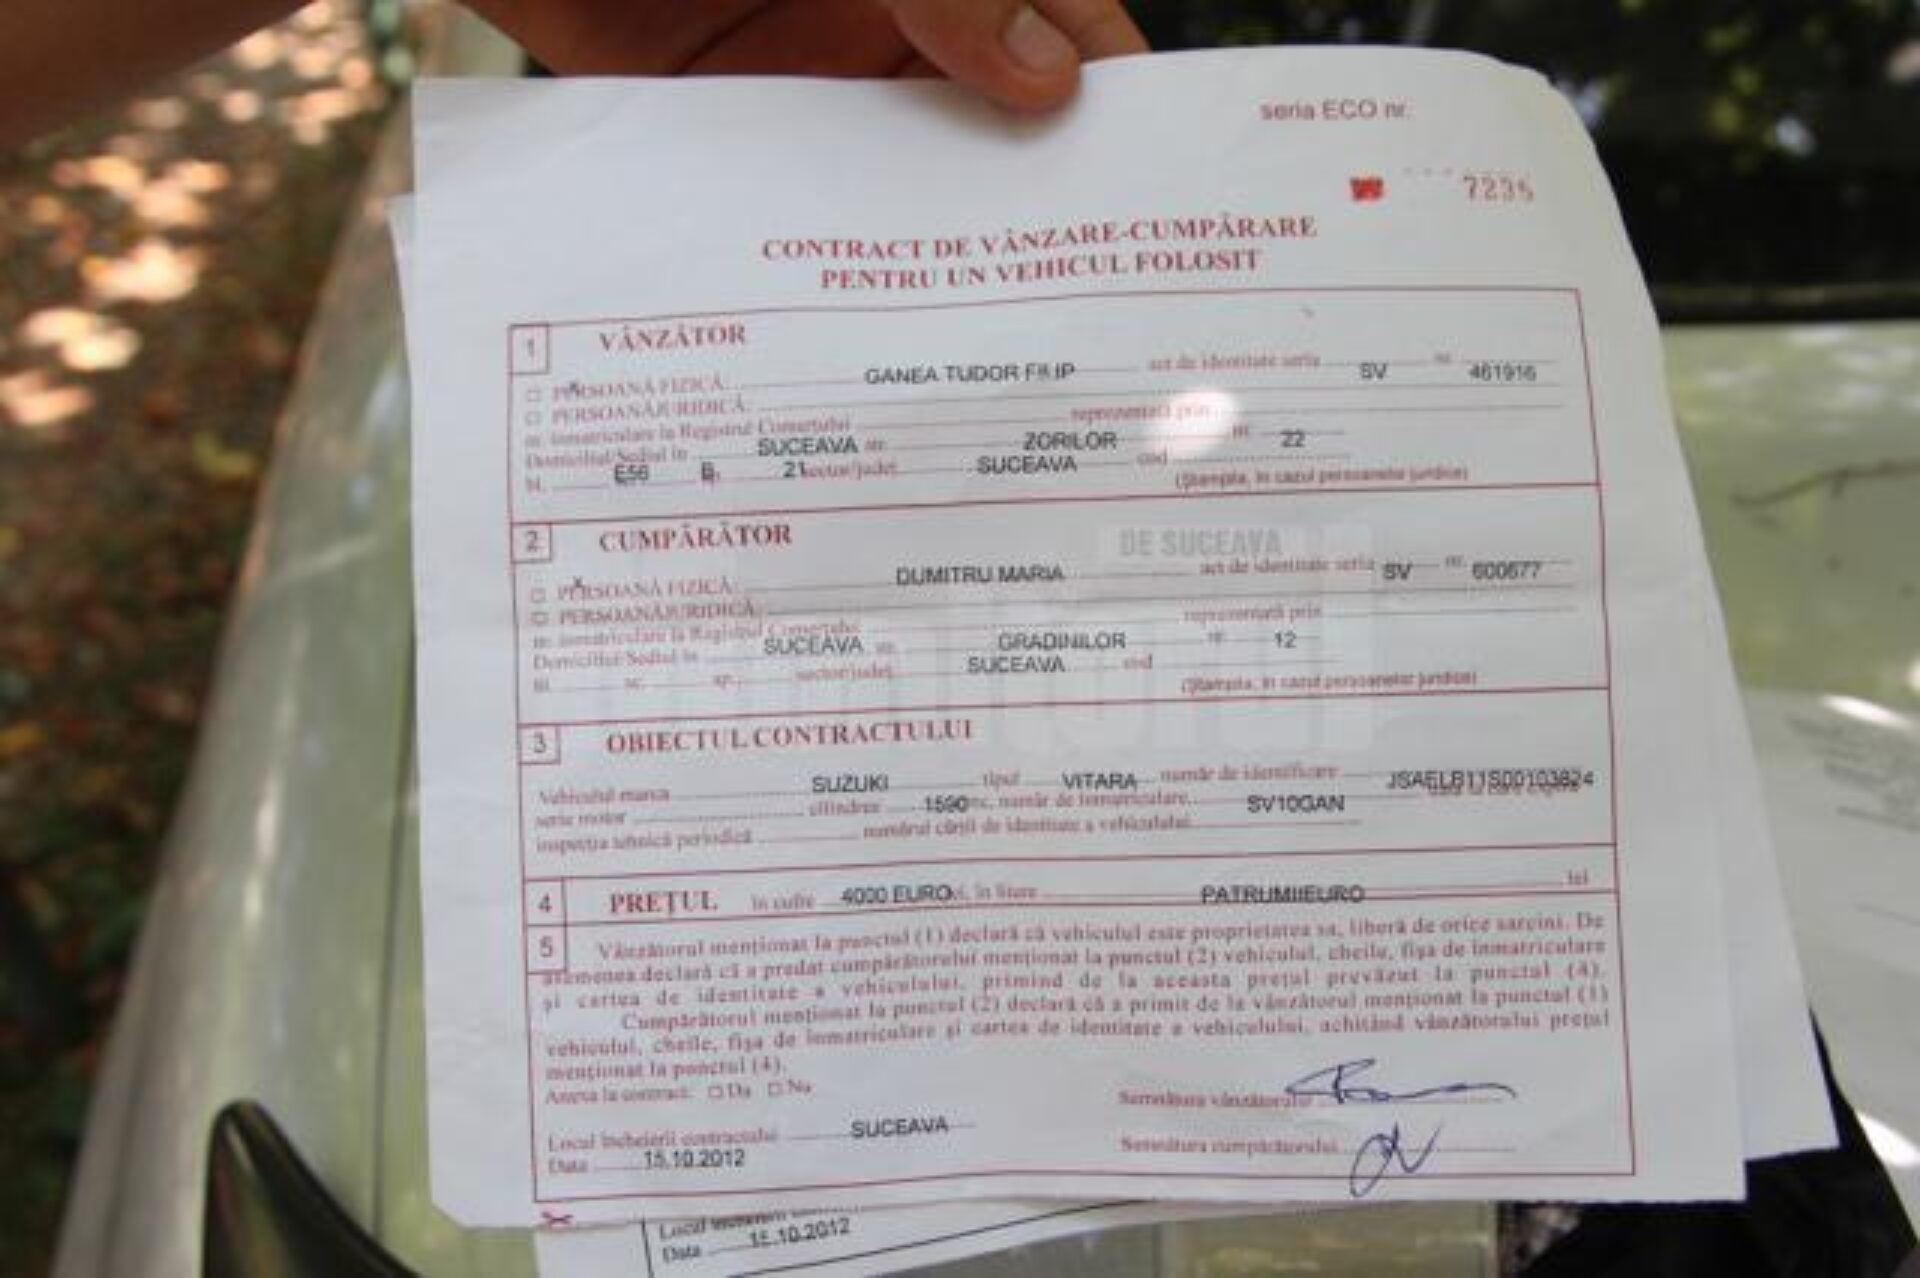 seria ECO nr.
7235
CONTRACT DE VÂNZARE-CUMPĂRARE
PENTRU UN VEHICUL FOLOSIT
1 VÂNZĂTOR
PERSOANĂ FIZICĂ: GANEA TUDOR FILIP act de identitate seria SV nr. 461916
PERSOANĂ JURIDICĂ: reprezentată prin
nr. înmatriculare la Registrul Comerțului
Domiciliul/Sediul în SUCEAVA str. ZORILOR nr. 22
bl. E56 B. 21 sector/județ SUCEAVA cod
(Ștampila, în cazul persoanelor juridice)
2 CUMPĂRĂTOR
DE SUCEAVA
PERSOANĂ FIZICĂ: DUMITRU MARIA act de identitate seria SV nr. 600677
PERSOANĂ JURIDICĂ: reprezentată prin
nr. înmatriculare la Registrul Comerțului
Domiciliul/Sediul în SUCEAVA str. GRADINILOR nr. 12
bl. sc. ap. sector/județ SUCEAVA cod
(Ștampila, în cazul persoanelor juridice)
3 OBIECTUL CONTRACTULUI
Vehiculul marca SUZUKI tipul VITARA număr de identificare JSAELB11S00103824
serie motor cilindree 1590 număr de înmatriculare SV10GAN
inspecția tehnică periodică numărul cărții de identitate a vehiculului
4 PREȚUL în cifre 4000 EURO lei, în litere PATRUMIIEURO lei
5 Vânzătorul menționat la punctul (1) declară că vehiculul este proprietatea sa, liberă de orice sarcini. De
asemenea declară că a predat cumpărătorului menționat la punctul (2) vehiculul, cheile, fișa de înmatriculare
și cartea de identitate a vehiculului, primind de la aceasta prețul prevăzut la punctul (4).
Cumpărătorul menționat la punctul (2) declară că a primit de la vânzătorul menționat la punctul (1)
vehiculul, cheile, fișa de înmatriculare și cartea de identitate a vehiculului, achitând vânzătorului prețul
menționat la punctul (4).
Anexa la contract: Da Nu
Semnătura vânzătorului
Locul încheierii contractului SUCEAVA
Semnătura cumpărătorului
Data 15.10.2012
Locul
Data 15.10.2012